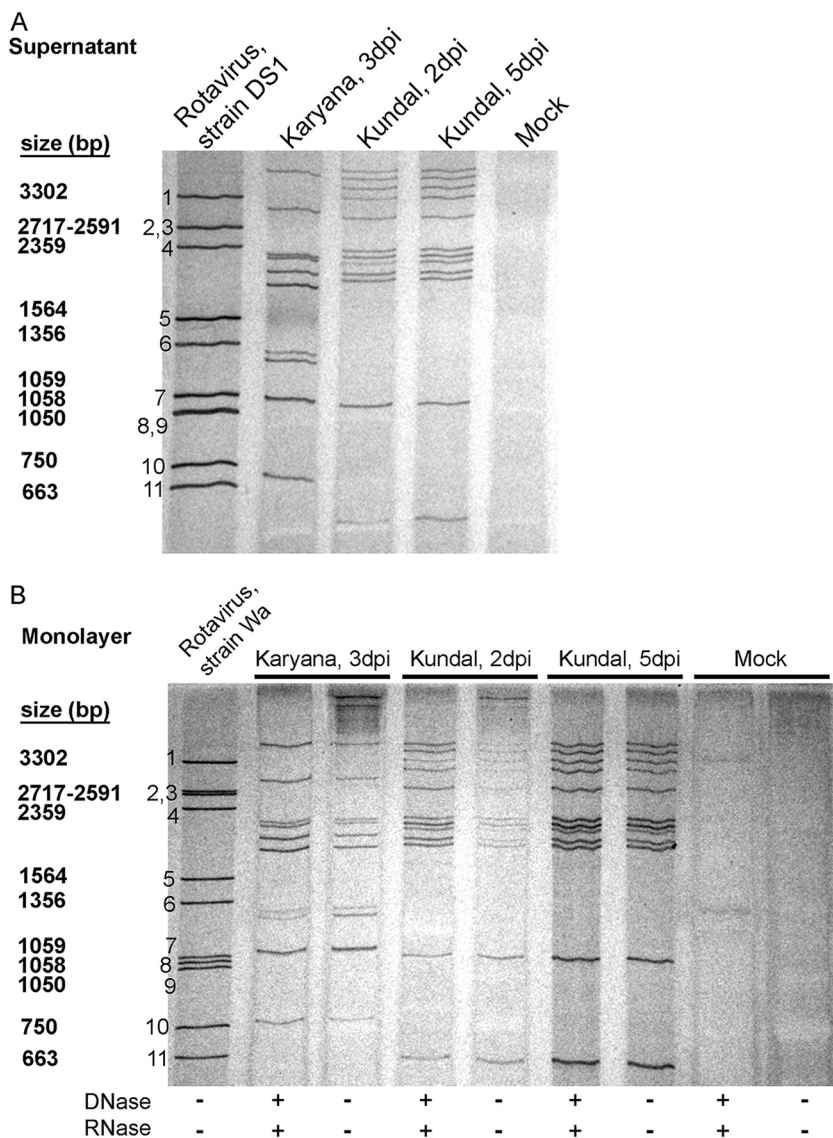 A
Supernatant
Rotavirus,
strain DS1
Karyana, 3dpi
Kundal, 2dpi
Kundal, 5dpi
Mock
size (bp)
3302 1
2717-2591 2,3
2359 4
1564 5
1356 6
1059
1058 7
1050 8,9
750 10
663 11
B
Monolayer
Rotavirus,
strain Wa
Karyana, 3dpi Kundal, 2dpi Kundal, 5dpi Mock
size (bp)
3302 1
2717-2591 2,3
2359 4
1564 5
1356 6
1059 7
1058 8
1050 9
750 10
663 11
DNase - + - + - + - + -
RNase - + - + - + - + -